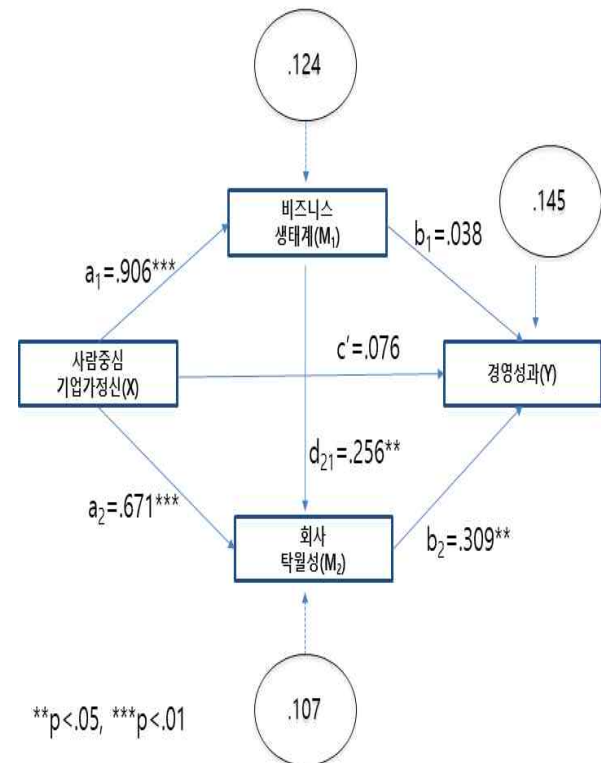 .124
.145
비즈니스
생태계(M₁)
b₁=.038
a₁=.906***
c′=.076
사람중심
기업가정신(X)
경영성과(Y)
d₂₁=.256**
a₂=.671***
회사
탁월성(M₂)
b₂=.309**
.107
**p<.05, ***p<.01